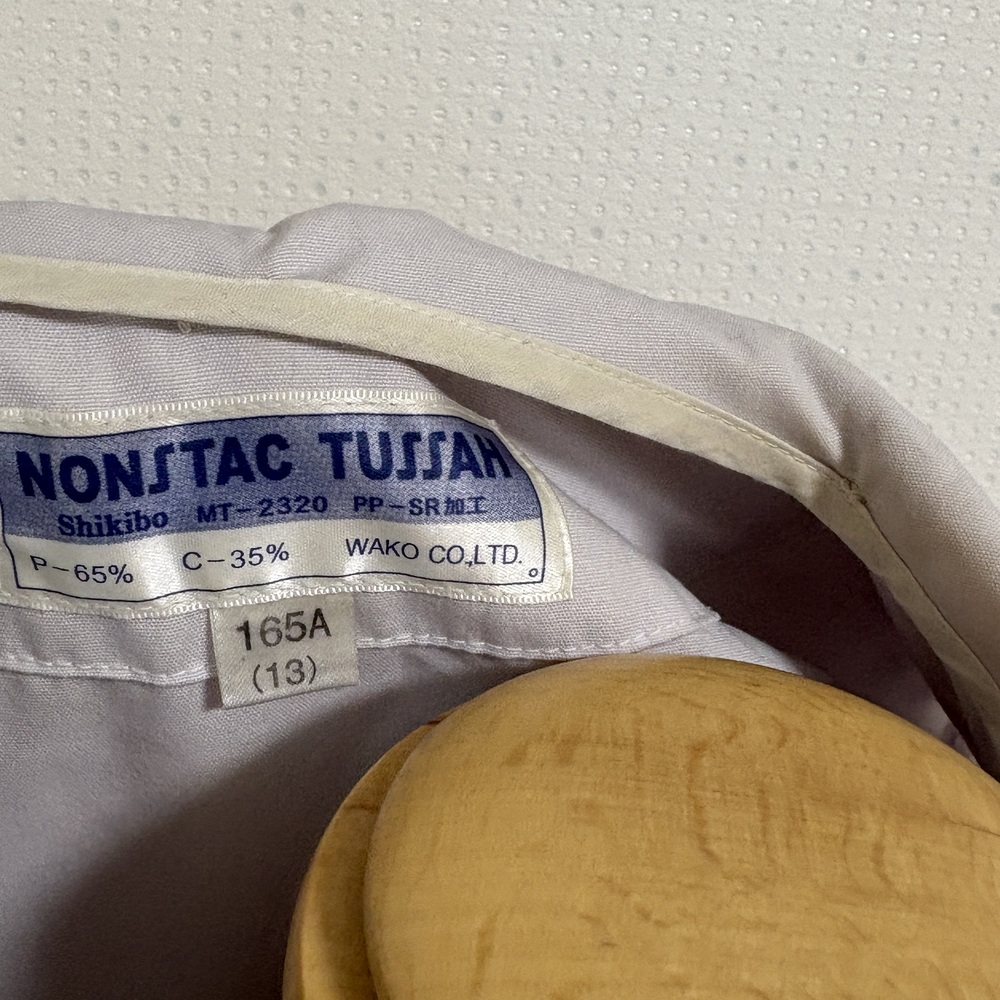 NONSTAC TUSSAH
Shikibo MT-2320 PP-SR加工
P-65% C-35% WAKO CO.,LTD.
165A
(13)